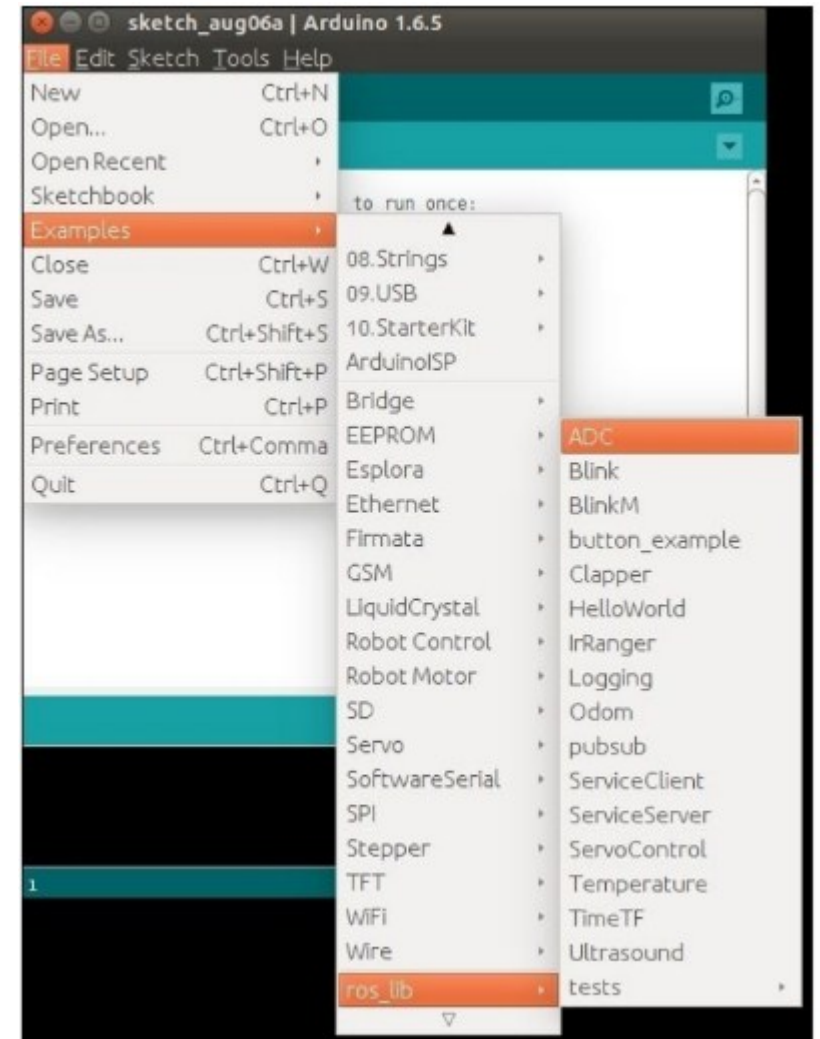 sketch_aug06a | Arduino 1.6.5
File Edit Sketch Tools Help
New Ctrl+N
Open... Ctrl+O
Open Recent
Sketchbook
Examples
Close Ctrl+W
Save Ctrl+S
Save As... Ctrl+Shift+S
Page Setup Ctrl+Shift+P
Print Ctrl+P
Preferences Ctrl+Comma
Quit Ctrl+Q
to run once:
08.Strings
09.USB
10.StarterKit
ArduinoISP
Bridge
EEPROM
Esplora
Ethernet
Firmata
GSM
LiquidCrystal
Robot Control
Robot Motor
SD
Servo
SoftwareSerial
SPI
Stepper
TFT
WiFi
Wire
ros_lib
ADC
Blink
BlinkM
button_example
Clapper
HelloWorld
IrRanger
Logging
Odom
pubsub
ServiceClient
ServiceServer
ServoControl
Temperature
TimeTF
Ultrasound
tests
1